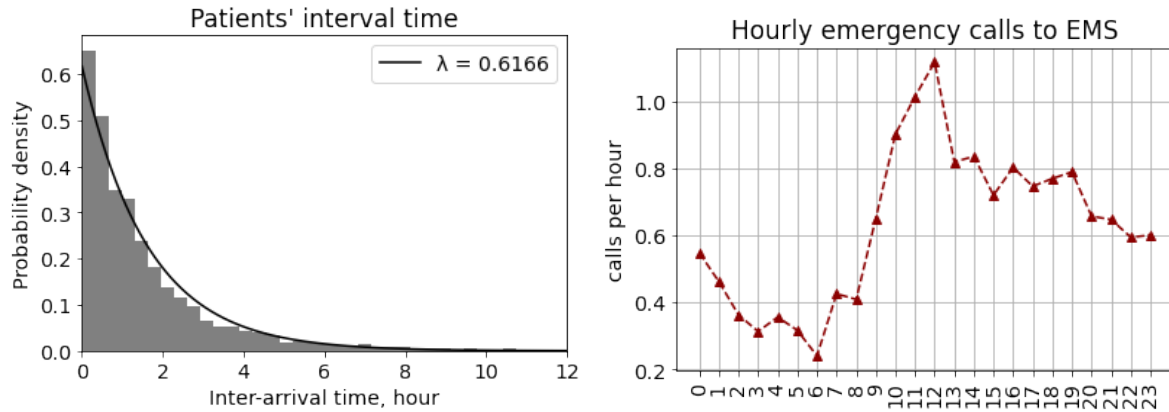 Patients' interval time
λ = 0.6166
Probability density
0.6
0.5
0.4
0.3
0.2
0.1
0.0
0 2 4 6 8 10 12
Inter-arrival time, hour
Hourly emergency calls to EMS
calls per hour
1.0
0.8
0.6
0.4
0.2
0 1 2 3 4 5 6 7 8 9 10 11 12 13 14 15 16 17 18 19 20 21 22 23